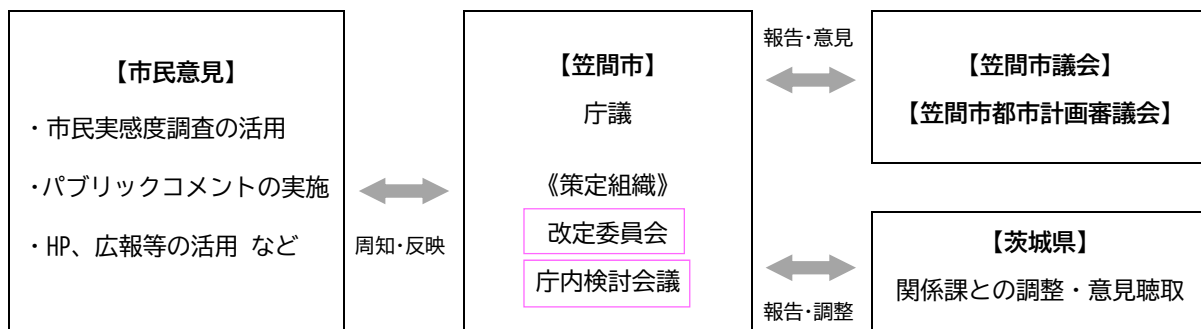 【市民意見】
・市民実感度調査の活用
・パブリックコメントの実施
・HP、広報等の活用 など
周知・反映
【笠間市】
庁議
《策定組織》
改定委員会
庁内検討会議
報告・意見
【笠間市議会】
【笠間市都市計画審議会】
報告・調整
【茨城県】
関係課との調整・意見聴取